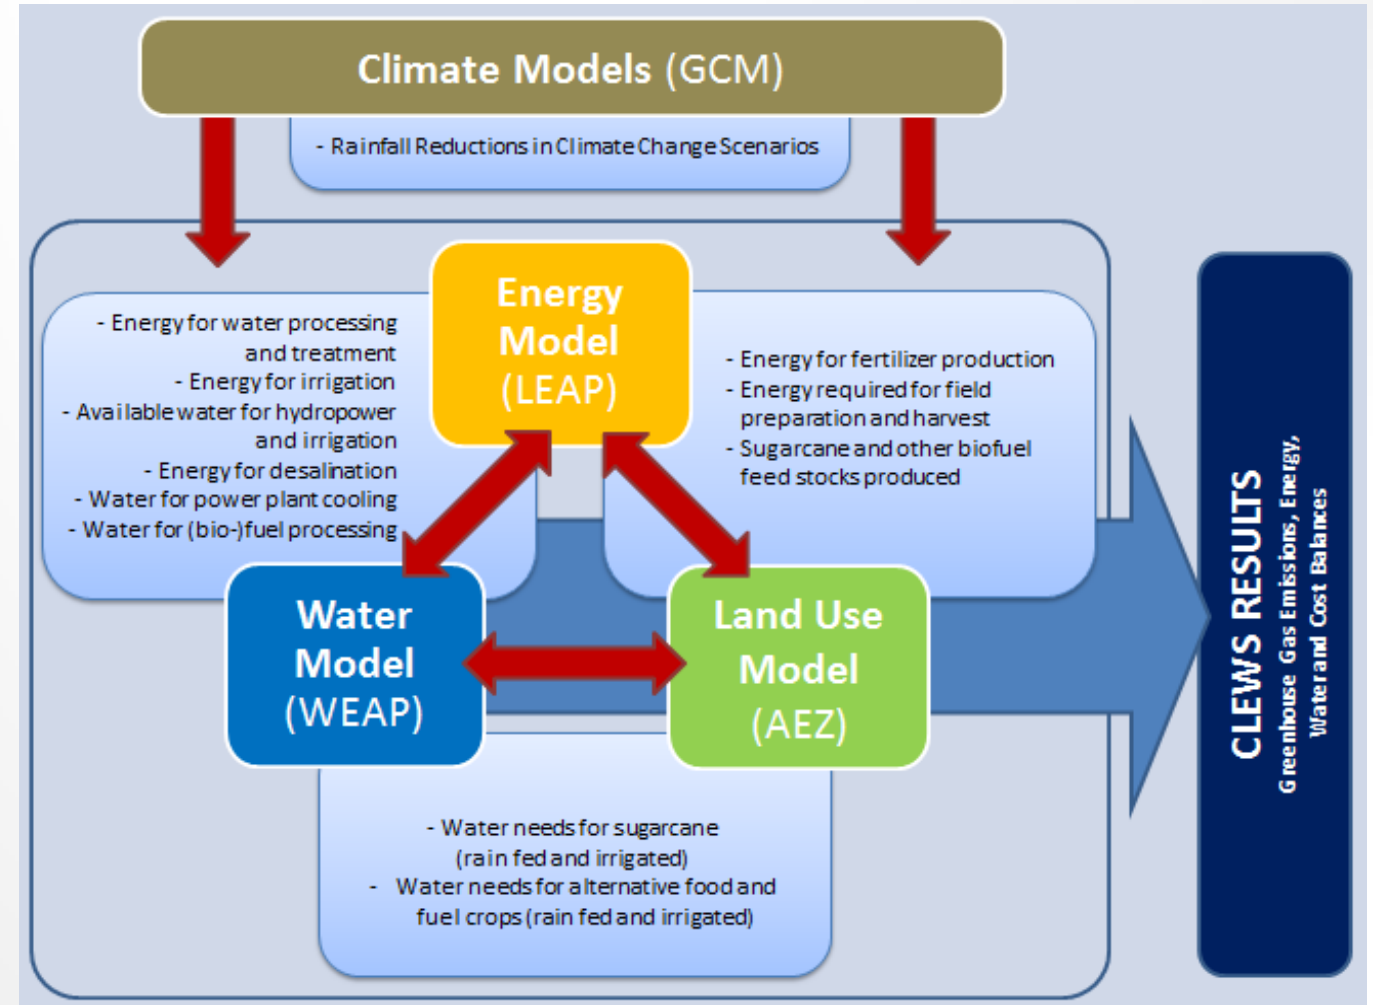 Climate Models (GCM)
- Rainfall Reductions in Climate Change Scenarios
Energy
Model
(LEAP)
- Energy for water processing
and treatment
- Energy for irrigation
- Available water for hydropower
and irrigation
- Energy for desalination
- Water for power plant cooling
- Water for (bio-)fuel processing
- Energy for fertilizer production
- Energy required for field
preparation and harvest
- Sugarcane and other biofuel
feed stocks produced
Water
Model
(WEAP)
Land Use
Model
(AEZ)
- Water needs for sugarcane
(rain fed and irrigated)
- Water needs for alternative food and
fuel crops (rain fed and irrigated)
CLEWS RESULTS
Greenhouse Gas Emissions, Energy,
Water and Cost Balances